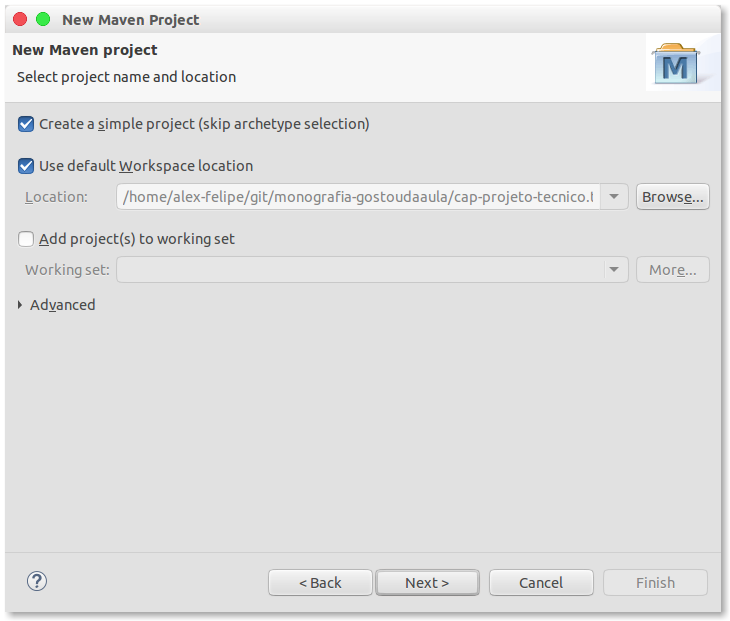 New Maven Project
New Maven project
Select project name and location
M
Create a simple project (skip archetype selection)
Use default Workspace location
Location: /home/alex-felipe/git/monografia-gostoudaaula/cap-projeto-tecnico. Browse...
Add project(s) to working set
Working set: More...
Advanced
? < Back Next > Cancel Finish